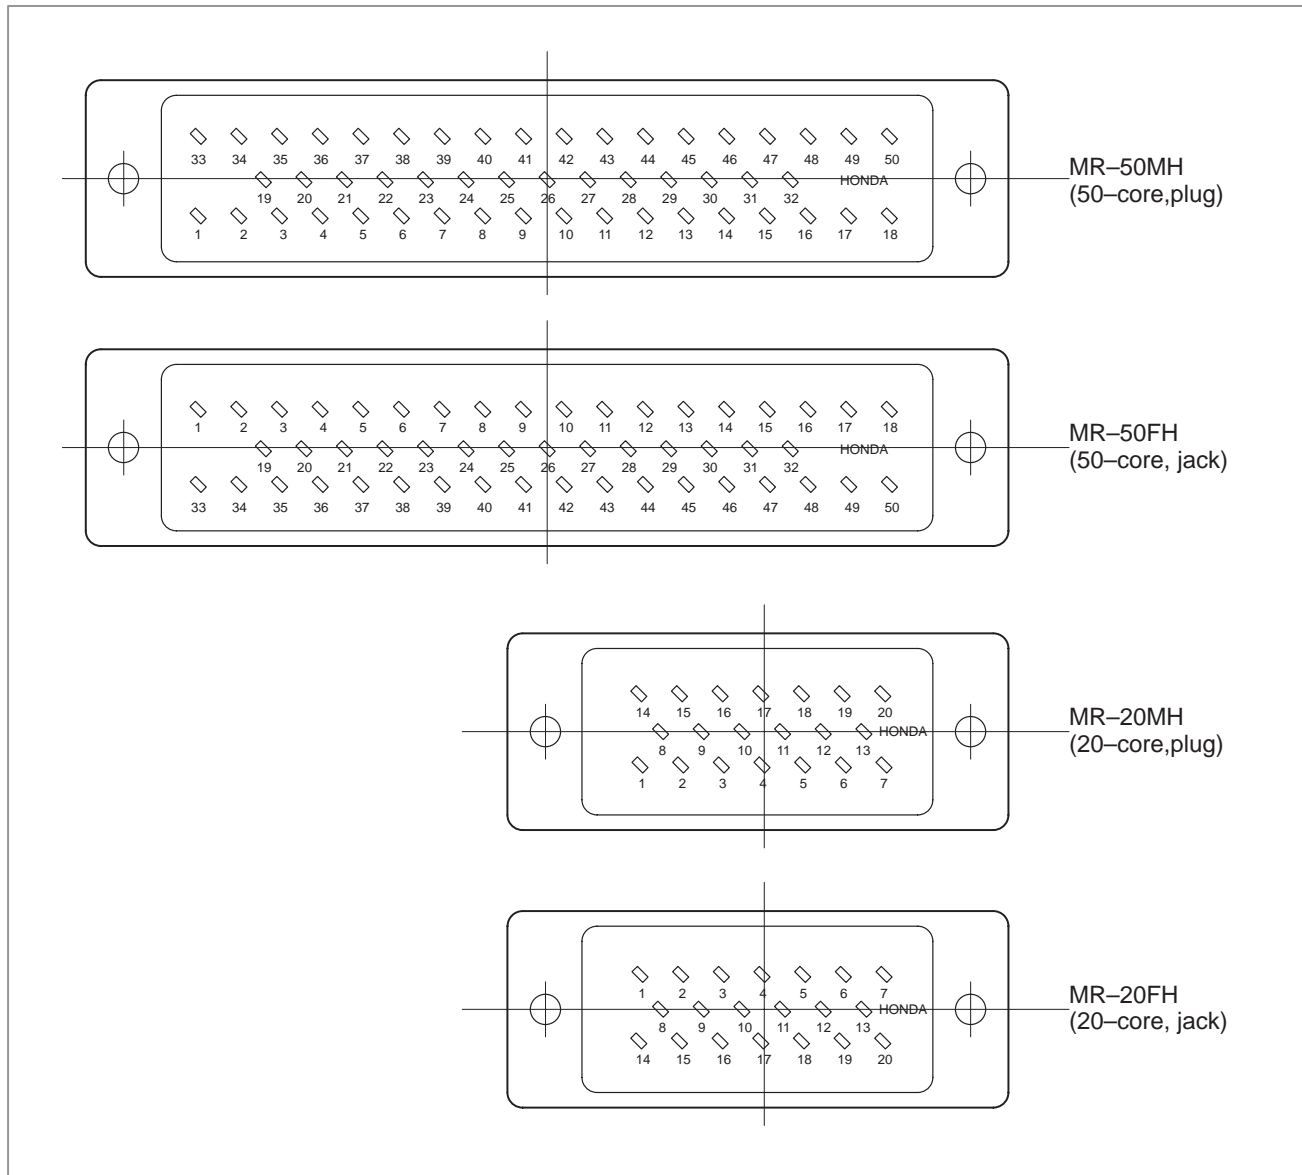 33 34 35 36 37 38 39 40 41 42 43 44 45 46 47 48 49 50
19 20 21 22 23 24 25 26 27 28 29 30 31 32 HONDA
1 2 3 4 5 6 7 8 9 10 11 12 13 14 15 16 17 18
MR–50MH
(50–core,plug)
1 2 3 4 5 6 7 8 9 10 11 12 13 14 15 16 17 18
19 20 21 22 23 24 25 26 27 28 29 30 31 32 HONDA
33 34 35 36 37 38 39 40 41 42 43 44 45 46 47 48 49 50
MR–50FH
(50–core, jack)
14 15 16 17 18 19 20
8 9 10 11 12 13 HONDA
1 2 3 4 5 6 7
MR–20MH
(20–core,plug)
1 2 3 4 5 6 7
8 9 10 11 12 13 HONDA
14 15 16 17 18 19 20
MR–20FH
(20–core, jack)